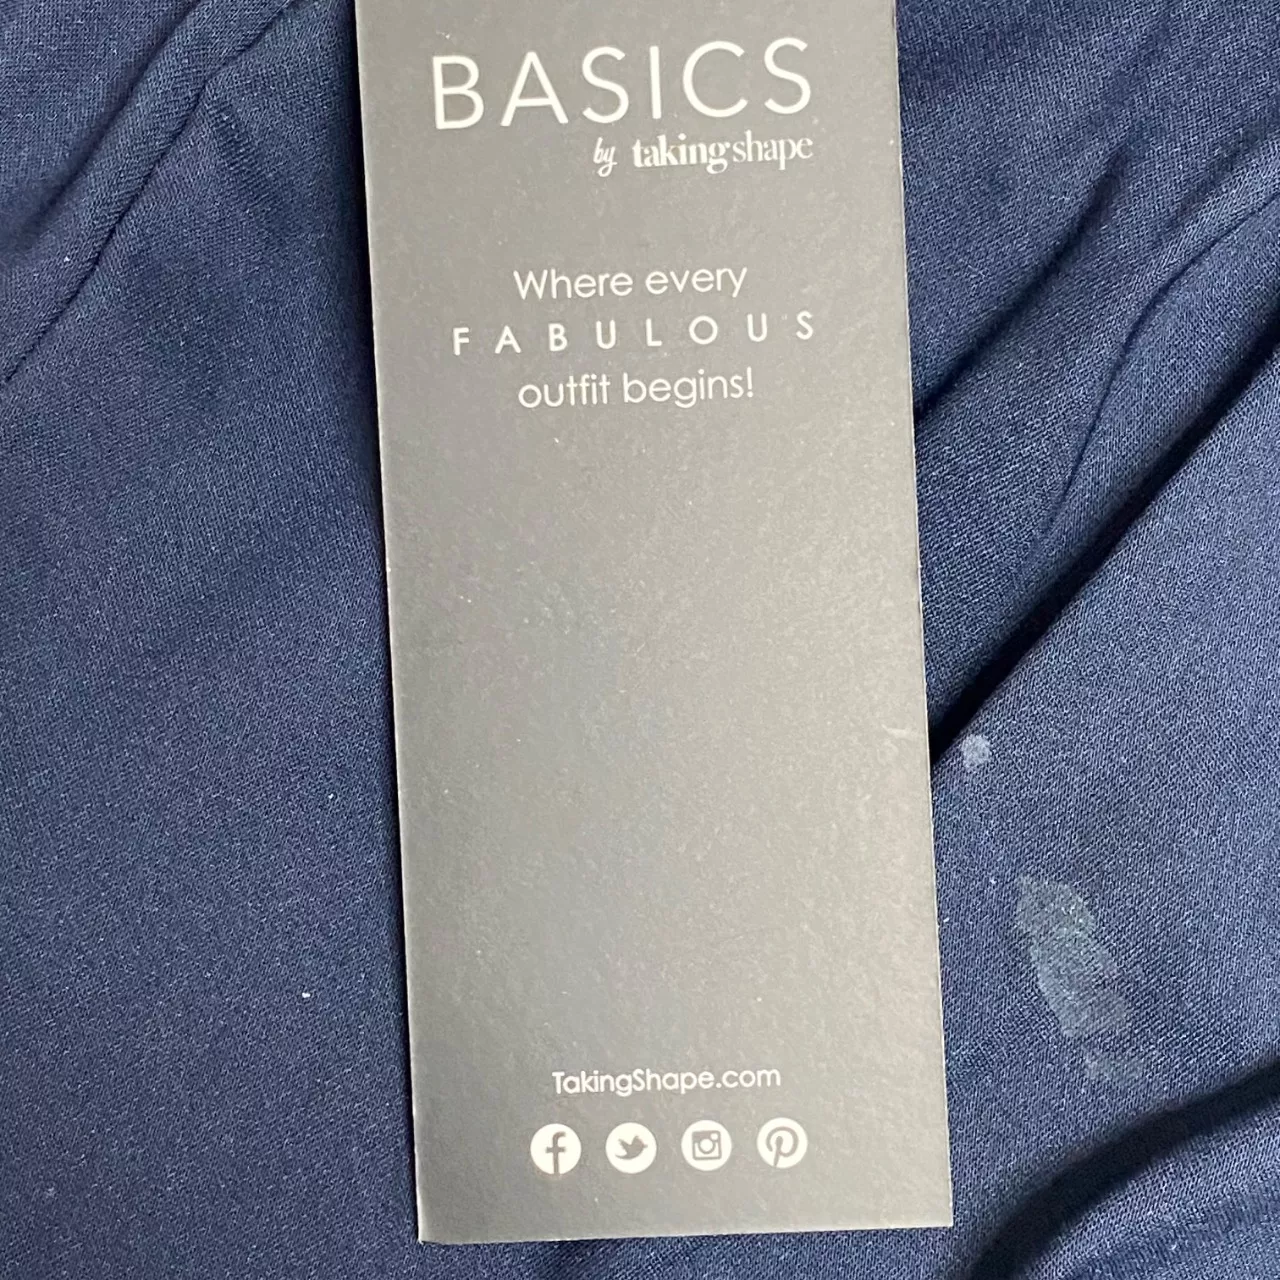 BASICS
by takingshape
Where every
FABULOUS
outfit begins!
TakingShape.com